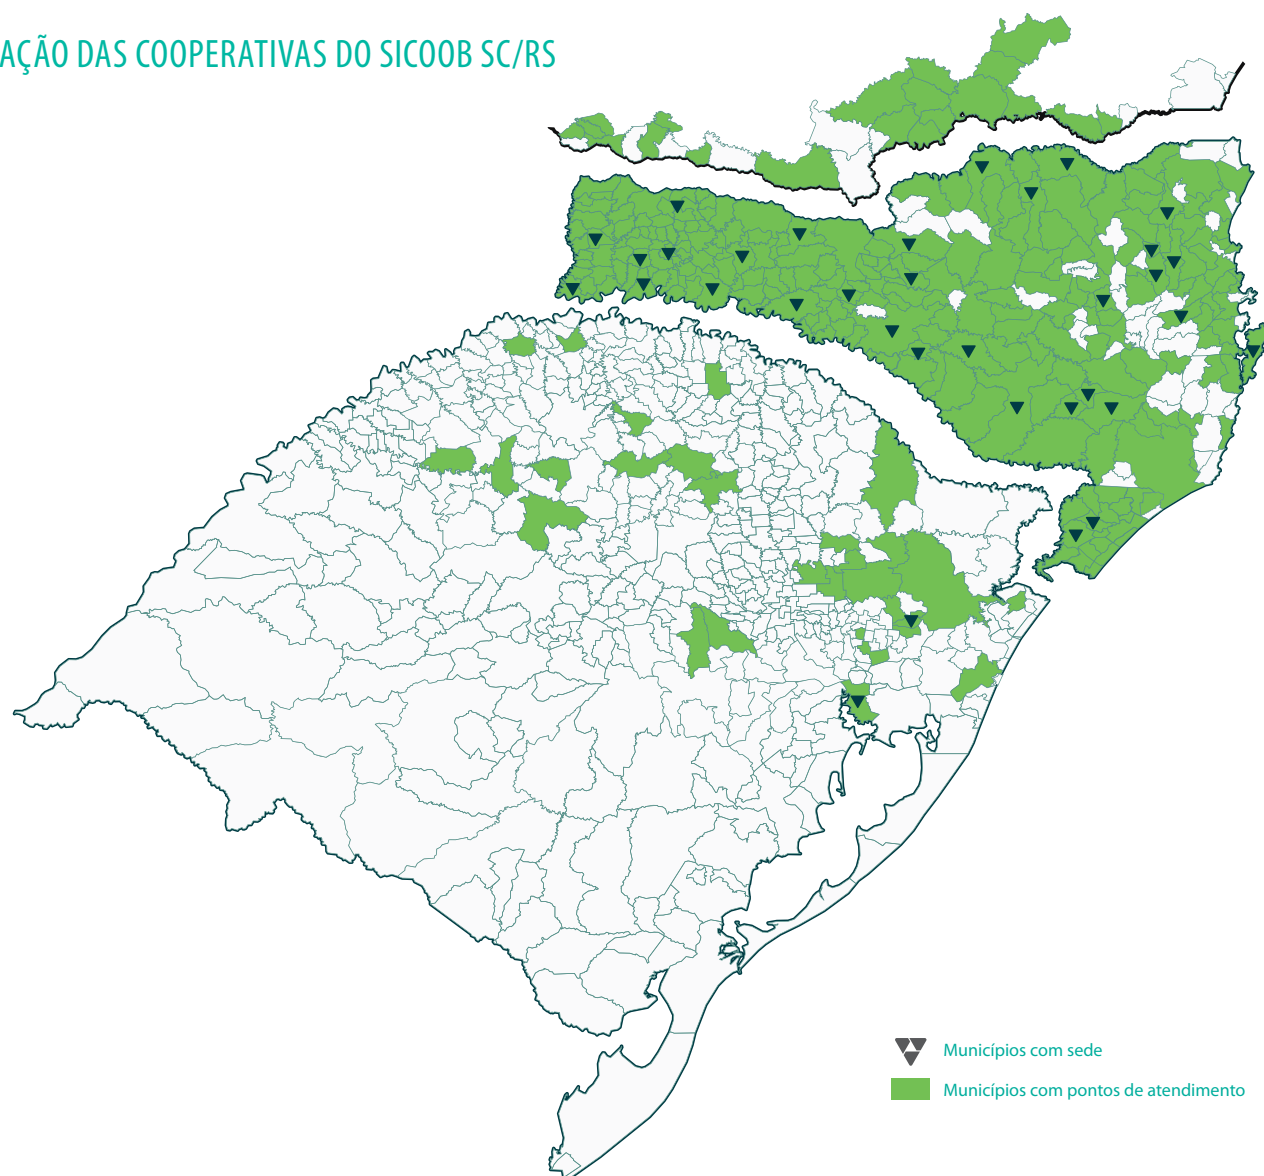 AÇÃO DAS COOPERATIVAS DO SICOOB SC/RS
Municípios com sede
Municípios com pontos de atendimento